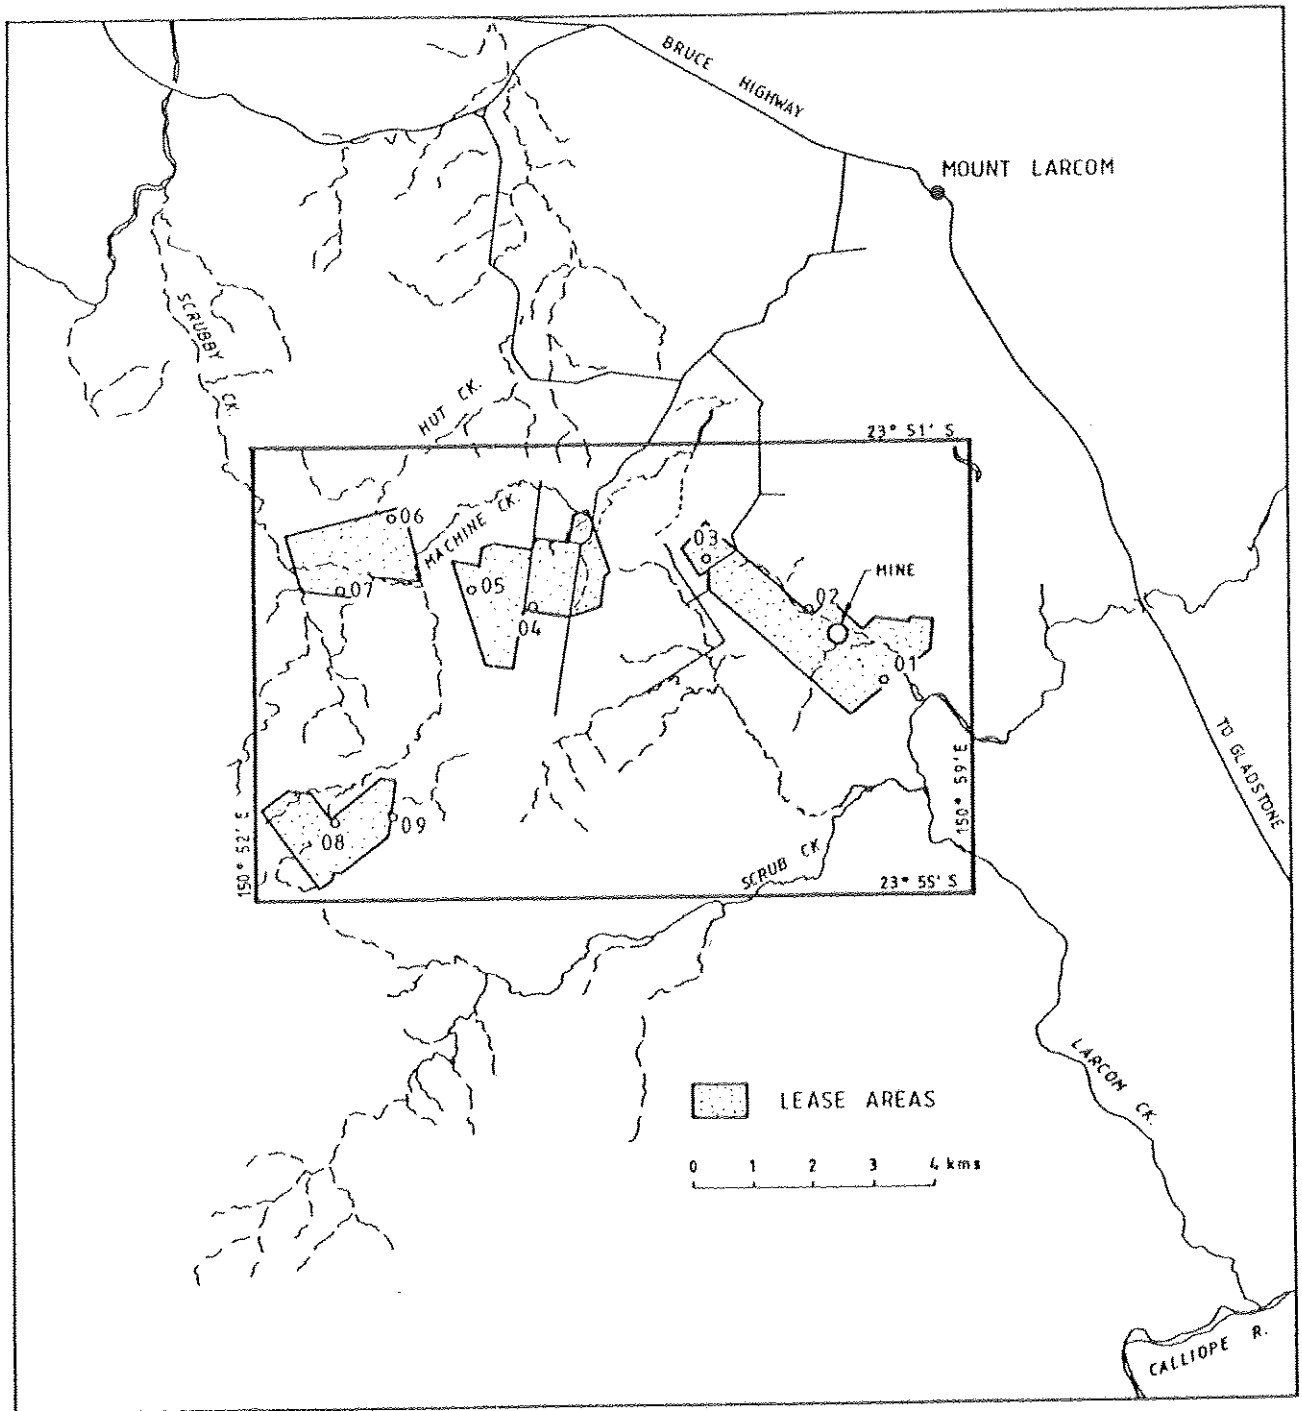 BRUCE HIGHWAY
MOUNT LARCOM
SCRUBBY CK.
HUT CK.
23° 51' S
MACHINE CK.
06
03
MINE
05
07
02
04
01
TO GLADSTONE
150° 52' E
150° 59' E
09
08
SCRUB CK
23° 55' S
LARCOM CK.
LEASE AREAS
0 1 2 3 4 kms
CALLIOPE R.